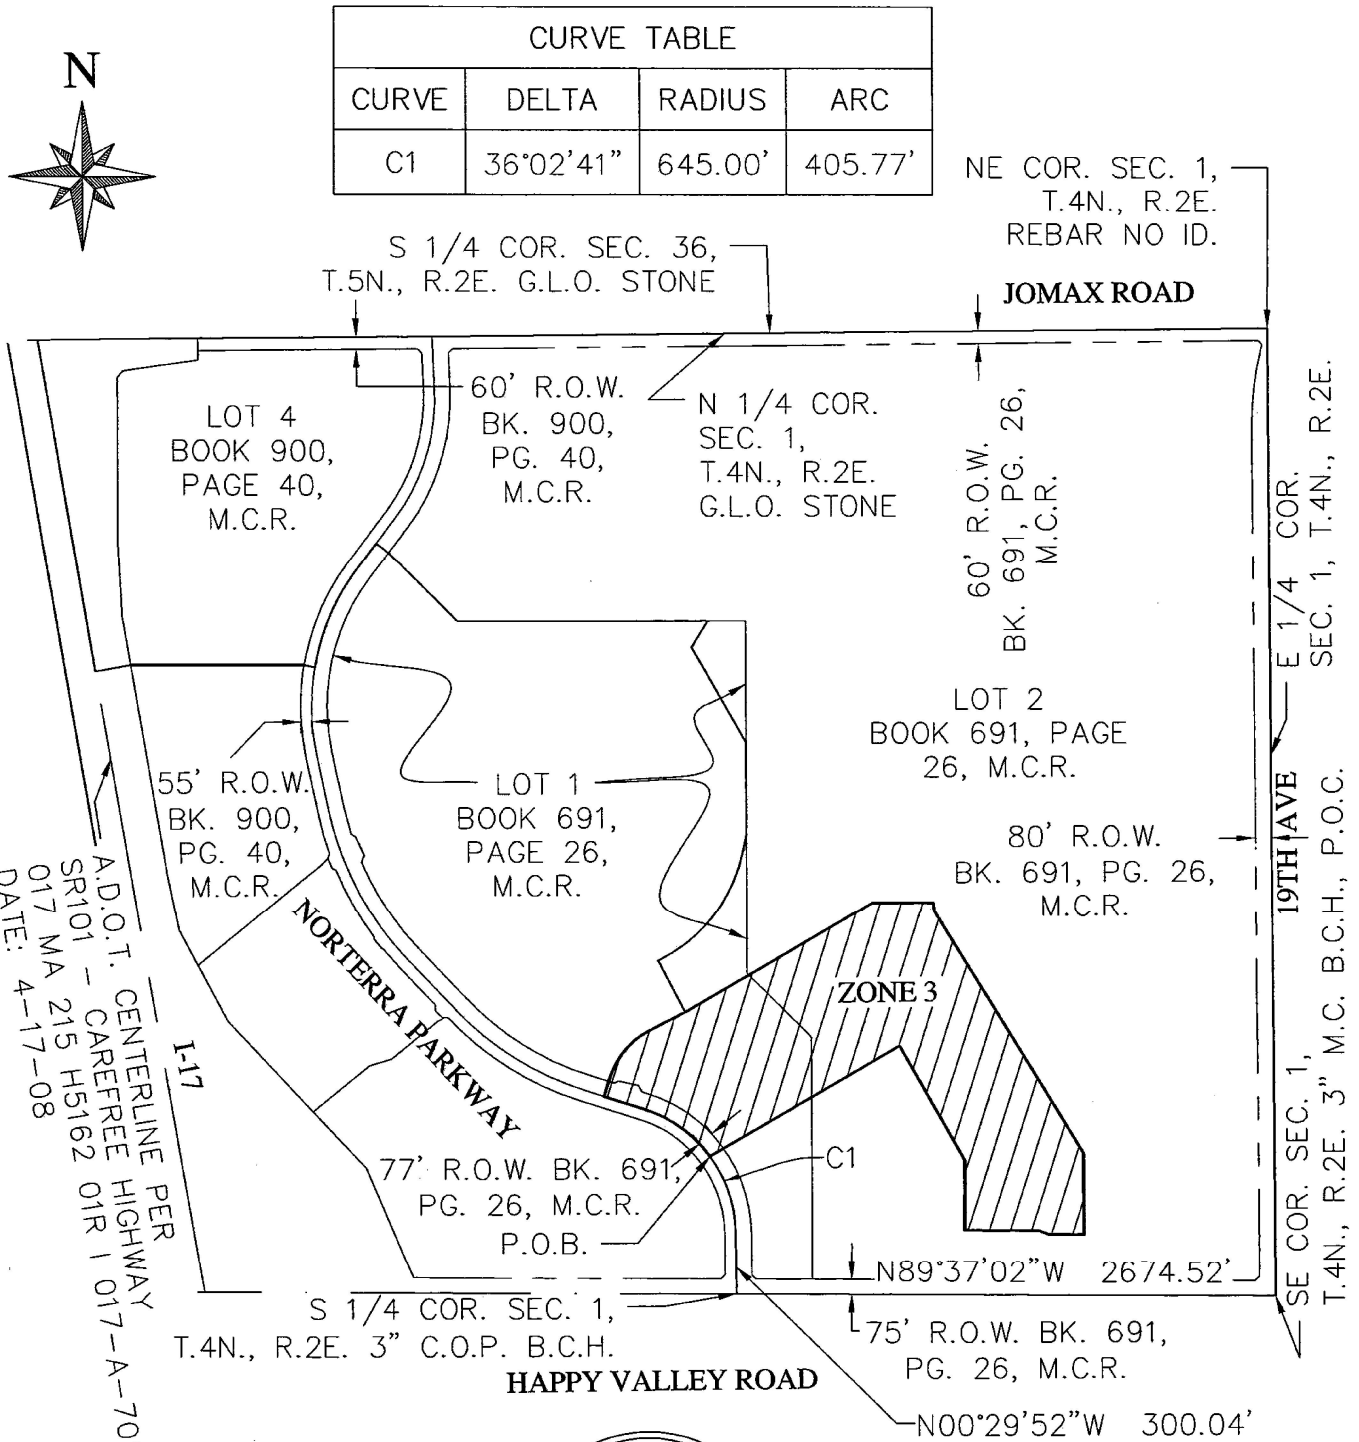 CURVE TABLE
CURVE DELTA RADIUS ARC
C1 36°02'41" 645.00' 405.77'
N
NE COR. SEC. 1,
T.4N., R.2E.
REBAR NO ID.
S 1/4 COR. SEC. 36,
T.5N., R.2E. G.L.O. STONE
JOMAX ROAD
LOT 4
BOOK 900,
PAGE 40,
M.C.R.
60' R.O.W.
BK. 900,
PG. 40,
M.C.R.
N 1/4 COR.
SEC. 1,
T.4N., R.2E.
G.L.O. STONE
60' R.O.W.
BK. 691, PG. 26,
M.C.R.
E 1/4 COR.
SEC. 1, T.4N., R.2E.
LOT 2
BOOK 691, PAGE
26, M.C.R.
55' R.O.W.
BK. 900,
PG. 40,
M.C.R.
LOT 1
BOOK 691,
PAGE 26,
M.C.R.
80' R.O.W.
BK. 691, PG. 26,
M.C.R.
19TH AVE
A.D.O.T. CENTERLINE PER
SR101 - CAREFREE HIGHWAY
017 MA 215 H5162 01R I 017-A-70
DATE: 4-17-08
I-17
NORTERRA PARKWAY
ZONE 3
77' R.O.W. BK. 691,
PG. 26, M.C.R.
P.O.B.
C1
N89°37'02"W 2674.52'
SE COR. SEC. 1,
T.4N., R.2E. 3" M.C. B.C.H., P.O.C.
S 1/4 COR. SEC. 1,
T.4N., R.2E. 3" C.O.P. B.C.H.
75' R.O.W. BK. 691,
PG. 26, M.C.R.
HAPPY VALLEY ROAD
N00°29'52"W 300.04'